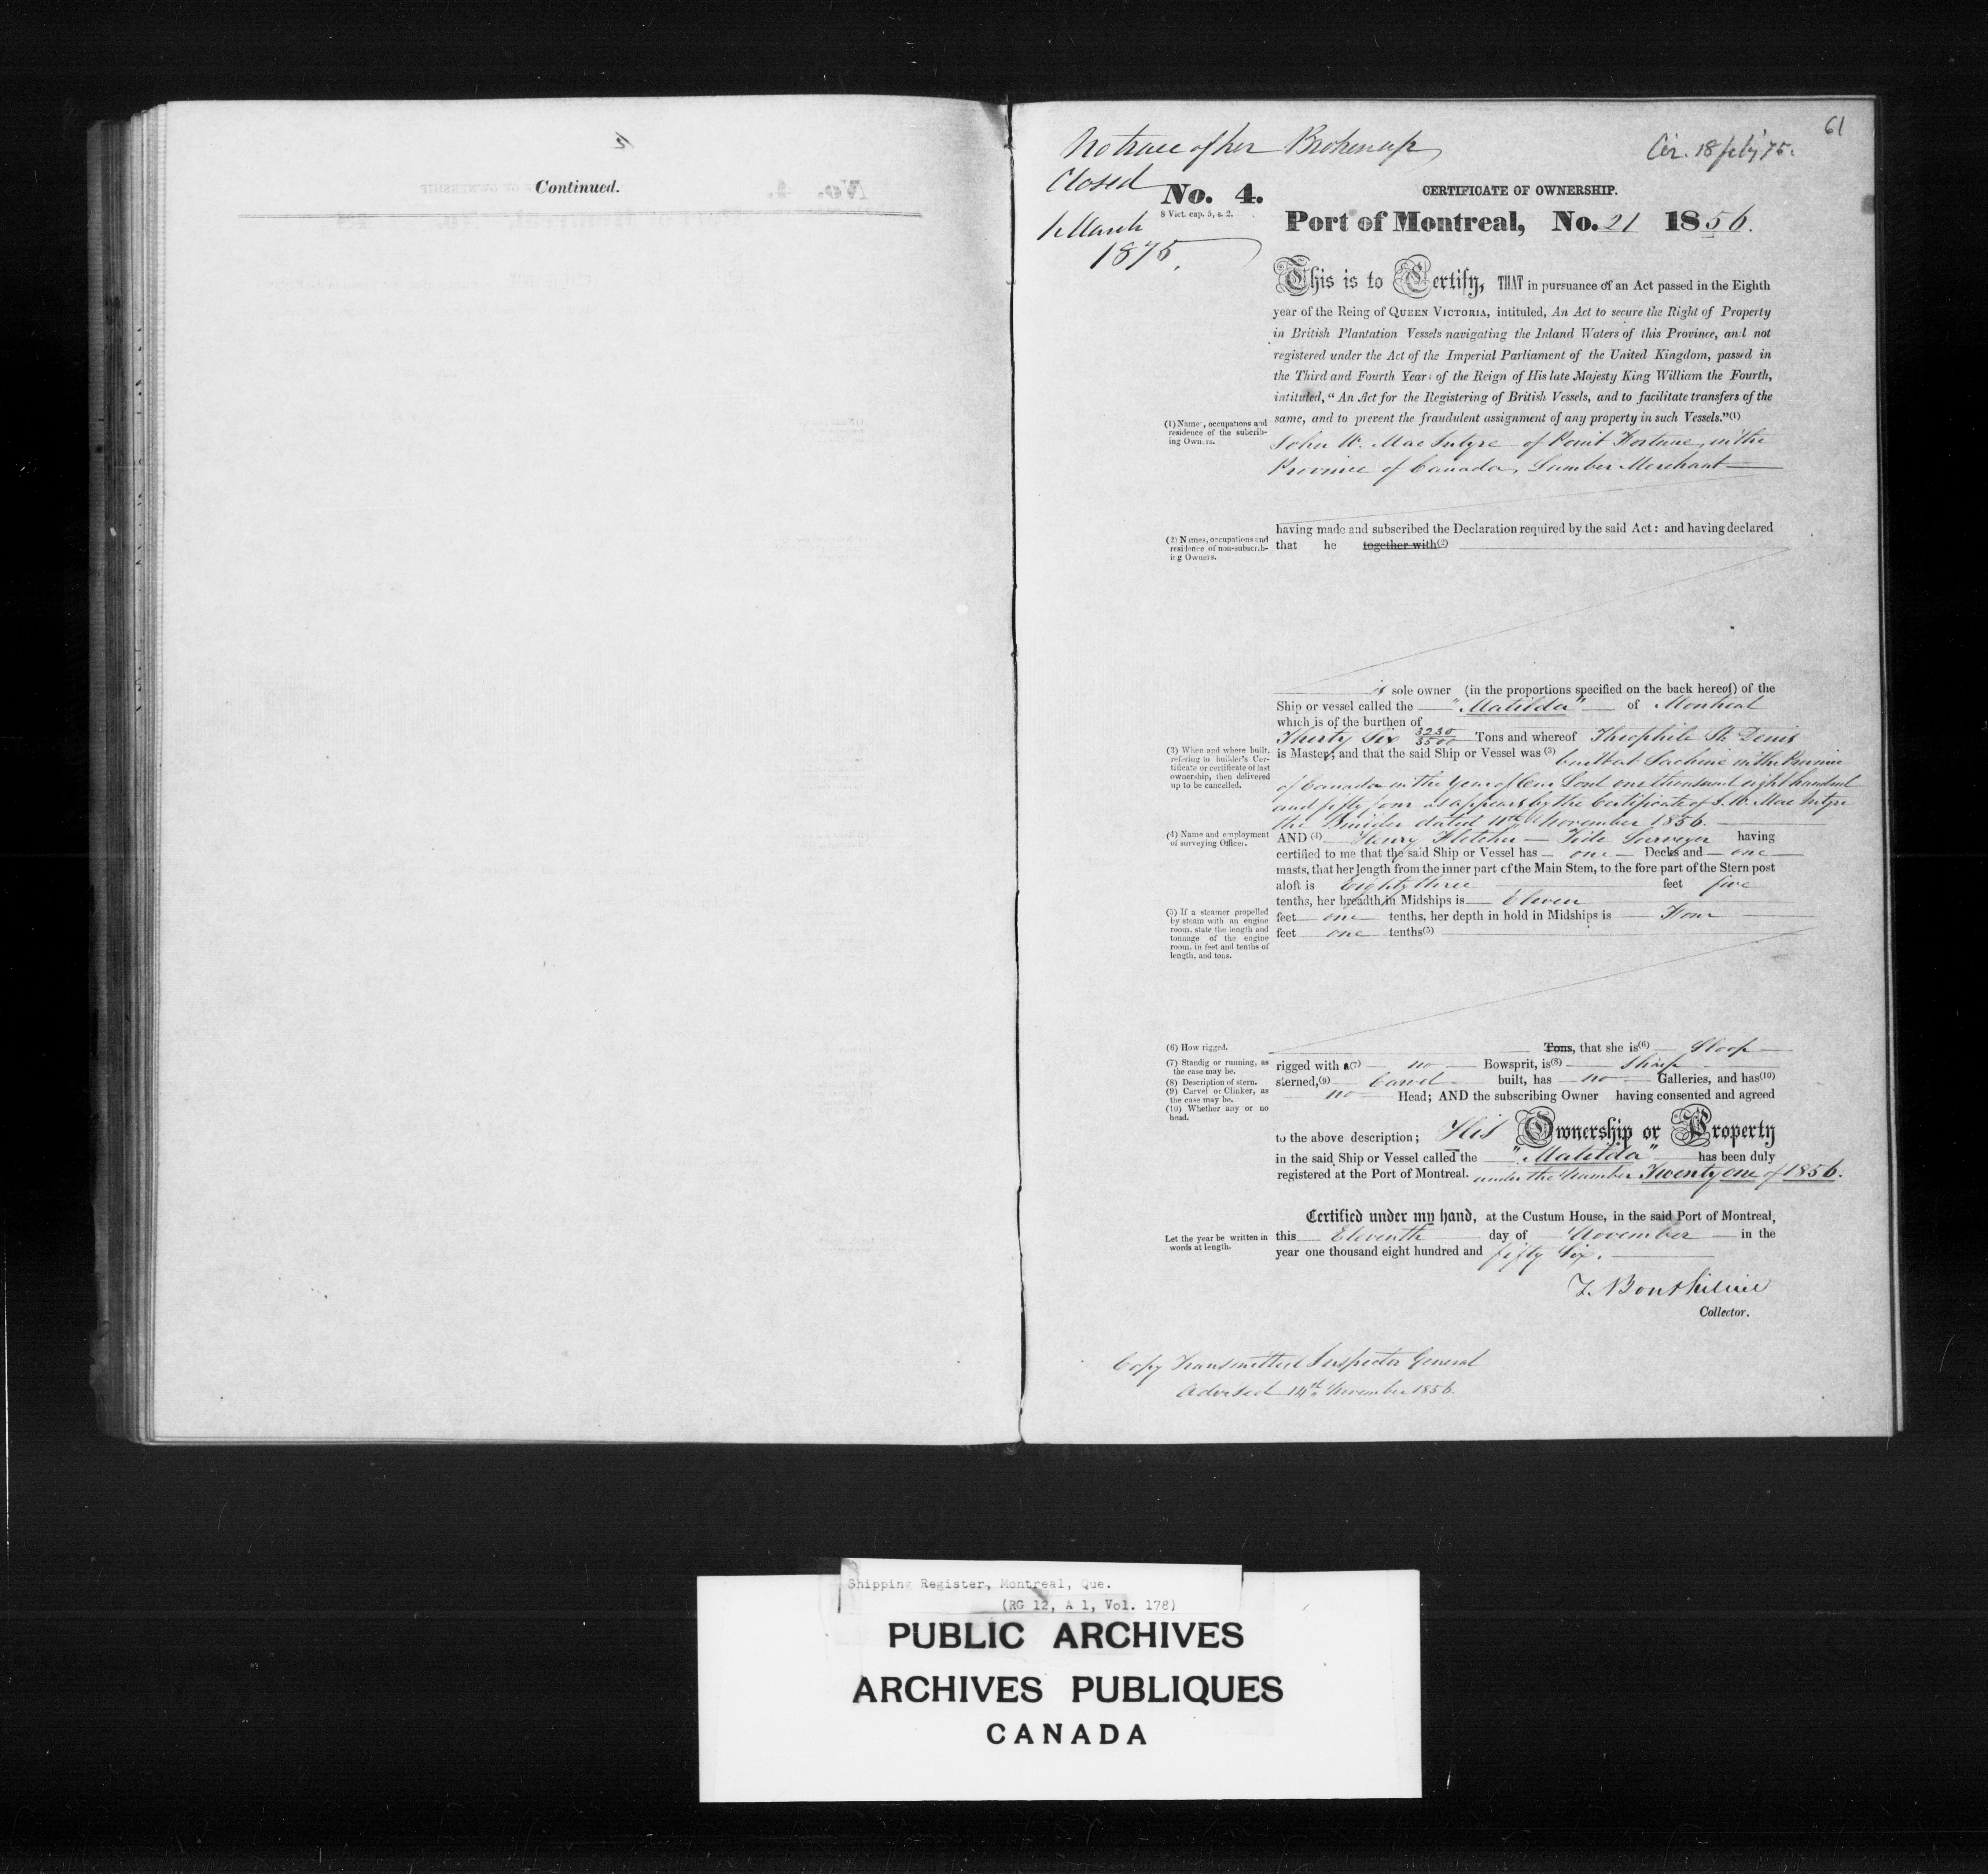 Continued.
61
No trace of her Broken up
Cir. 18 feby 75.
Closed
1 March
1875.
No. 4.
8 Vict. cap. 5, s. 2.
CERTIFICATE OF OWNERSHIP.
Port of Montreal, No. 21 1856.
This is to Certify, THAT in pursuance of an Act passed in the Eighth
year of the Reing of QUEEN VICTORIA, intituled, An Act to secure the Right of Property
in British Plantation Vessels navigating the Inland Waters of this Province, and not
registered under the Act of the Imperial Parliament of the United Kingdom, passed in
the Third and Fourth Years of the Reign of His late Majesty King William the Fourth,
intituled, "An Act for the Registering of British Vessels, and to facilitate transfers of the
same, and to prevent the fraudulent assignment of any property in such Vessels."(1)
(1) Name, occupations and
residence of the subcrib-
ing Owners.
John W. Mac Intyre of Point Fortune, in the
Province of Canada, Lumber Merchant
having made and subscribed the Declaration required by the said Act: and having declared
(2) Names, occupations and
residence of non-subscrib-
ing Owners.
that he together with(2)
is sole owner (in the proportions specified on the back hereof) of the
Ship or vessel called the "Matilda" of Montreal
which is of the burthen of
Thirty Six 3230/3500 Tons and whereof Theophile St. Denis
(3) When and where built,
refering to builder's Cer-
tificate or certificate of last
ownership, then delivered
up to be cancelled.
is Master; and that the said Ship or Vessel was (3) built at Lachine in the Province
of Canada in the Year of Our Lord one thousand eight hundred
and fifty four as appears by the Certificate of J. W. Mac Intyre
the Builder dated 11th November 1856.
(4) Name and employment
of surveying Officer.
AND (4) Henry Fletcher Tide Surveyor having
certified to me that the said Ship or Vessel has one Decks and one
masts, that her length from the inner part of the Main Stem, to the fore part of the Stern post
aloft is Eighty three feet five
tenths, her breadth in Midships is Eleven
(5) If a steamer propelled
by steam with an engine
room, state the length and
tonnage of the engine
room, in feet and tenths of
length, and tons.
feet one tenths, her depth in hold in Midships is Four
feet one tenths(5)
(6) How rigged.
Tons, that she is(6) Sloop
(7) Standig or running, as
the case may be.
rigged with a(7) no Bowsprit, is(8) Sharp
(8) Description of stern.
(9) Carvel or Clinker, as
the case may be.
sterned,(9) Carvel built, has no Galleries, and has(10)
(10) Whether any or no
head.
no Head; AND the subscribing Owner having consented and agreed
to the above description; His Ownership or Property
in the said Ship or Vessel called the "Matilda" has been duly
registered at the Port of Montreal. under the Number Twenty one of 1856.
Certified under my hand, at the Custum House, in the said Port of Montreal,
Let the year be written in
words at length.
this Eleventh day of November in the
year one thousand eight hundred and fifty Six.
Collector.
Copy Transmitted Inspector General
Advised 14th November 1856.
Shipping Register, Montreal, Que.
(RG 12, A 1, Vol. 178)
PUBLIC ARCHIVES
ARCHIVES PUBLIQUES
CANADA